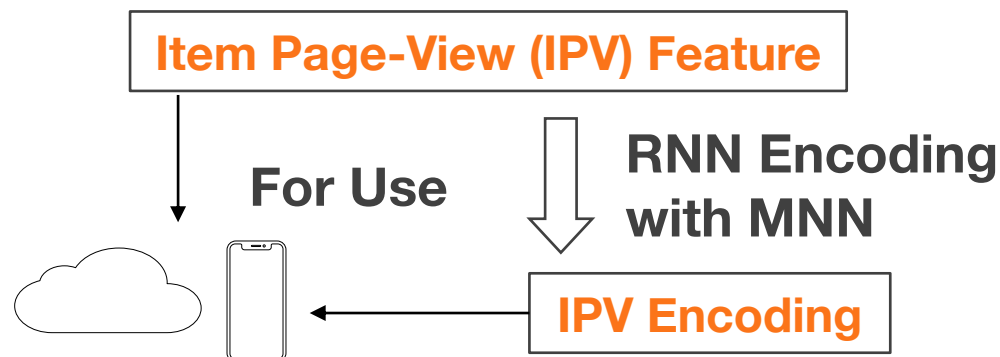 Item Page-View (IPV) Feature
For Use
RNN Encoding
with MNN
IPV Encoding